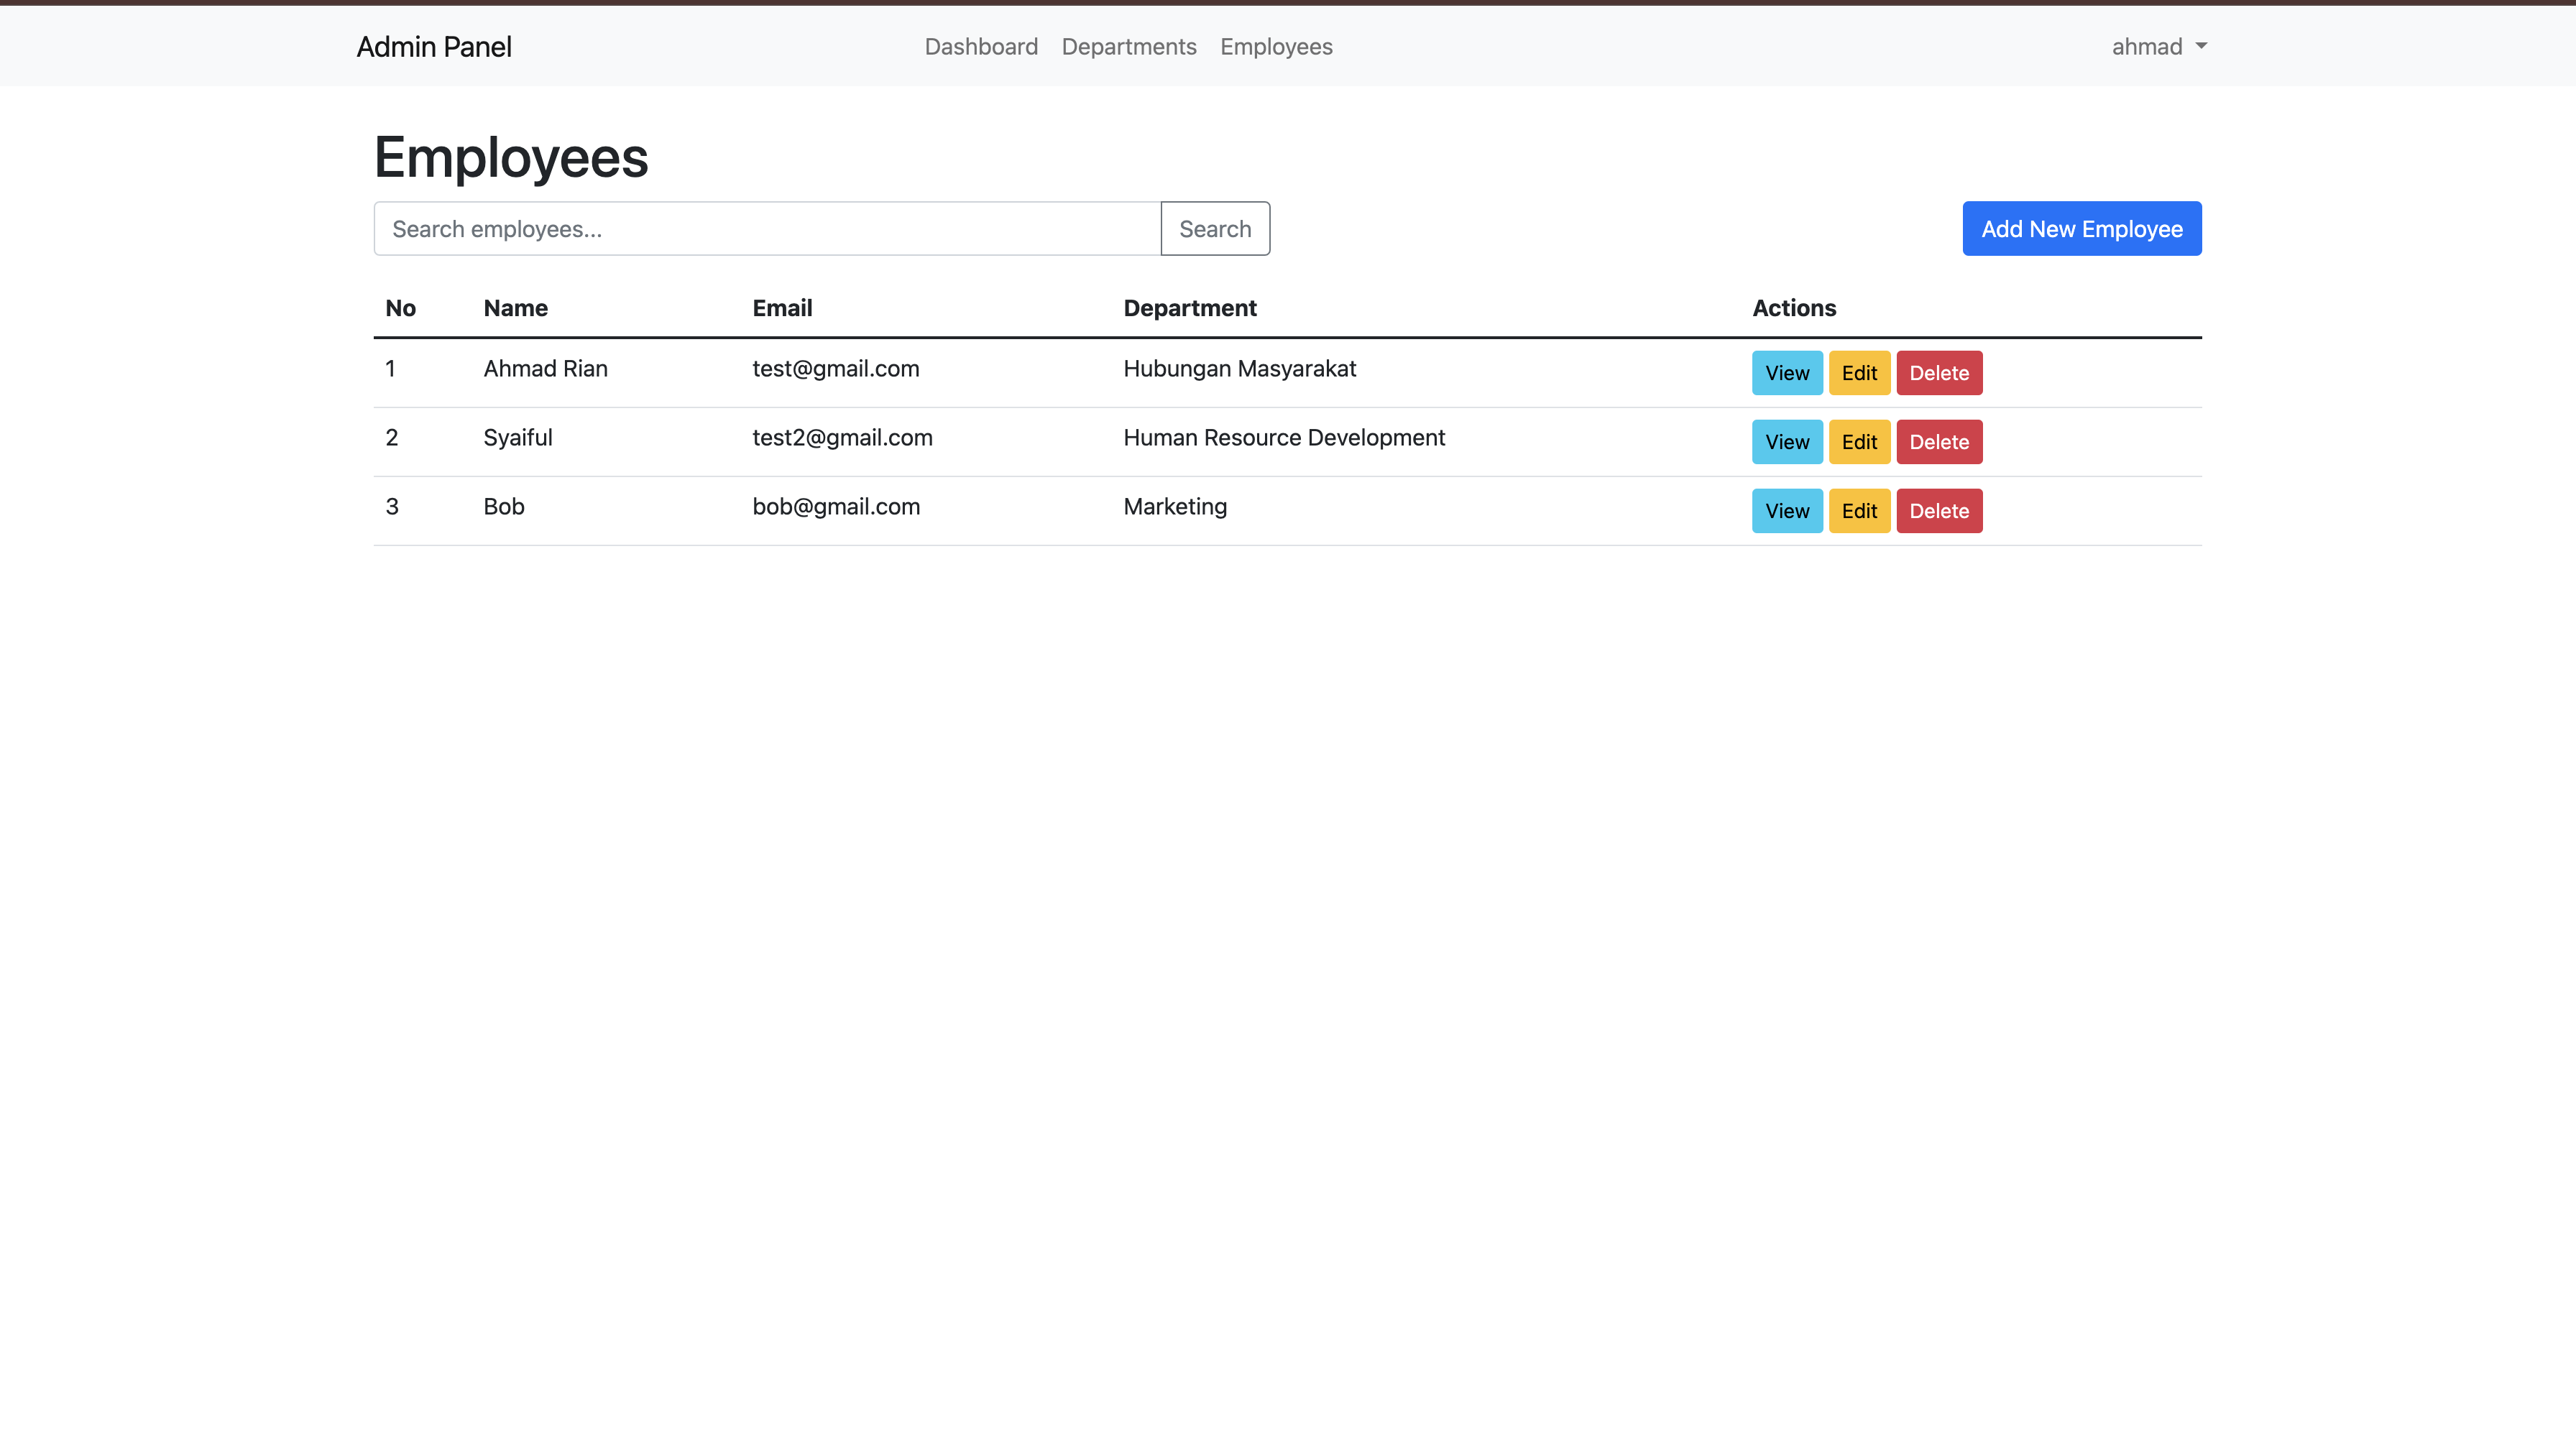 Admin Panel Dashboard Departments Employees ahmad
Employees
Search employees... Search Add New Employee
No Name Email Department Actions
1 Ahmad Rian test@gmail.com Hubungan Masyarakat View Edit Delete
2 Syaiful test2@gmail.com Human Resource Development View Edit Delete
3 Bob bob@gmail.com Marketing View Edit Delete